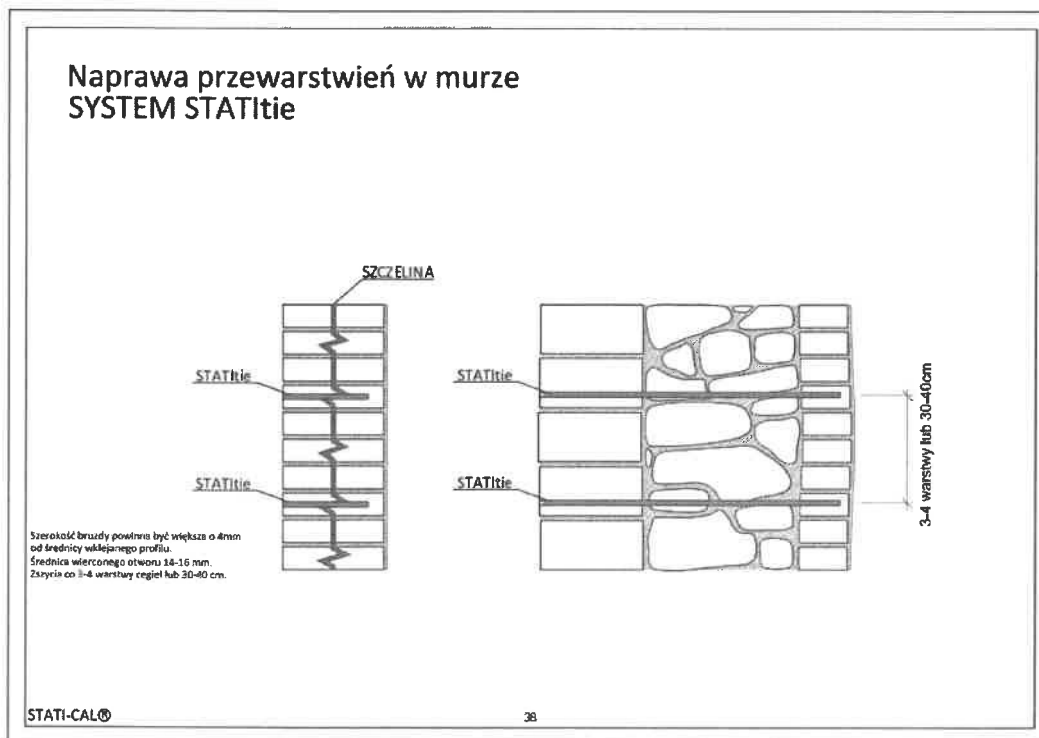 Naprawa przewarstwień w murze
SYSTEM STATItie
SZCZELINA
STATItie
STATItie
STATItie
STATItie
3-4 warstwy lub 30-40cm
Szerokość bruzdy powinna być większa o 4mm
od średnicy wklejanego profilu.
Średnica wierconego otworu 14-16 mm.
Zszycia co 3-4 warstwy cegieł lub 30-40 cm.
STATI-CAL®
38